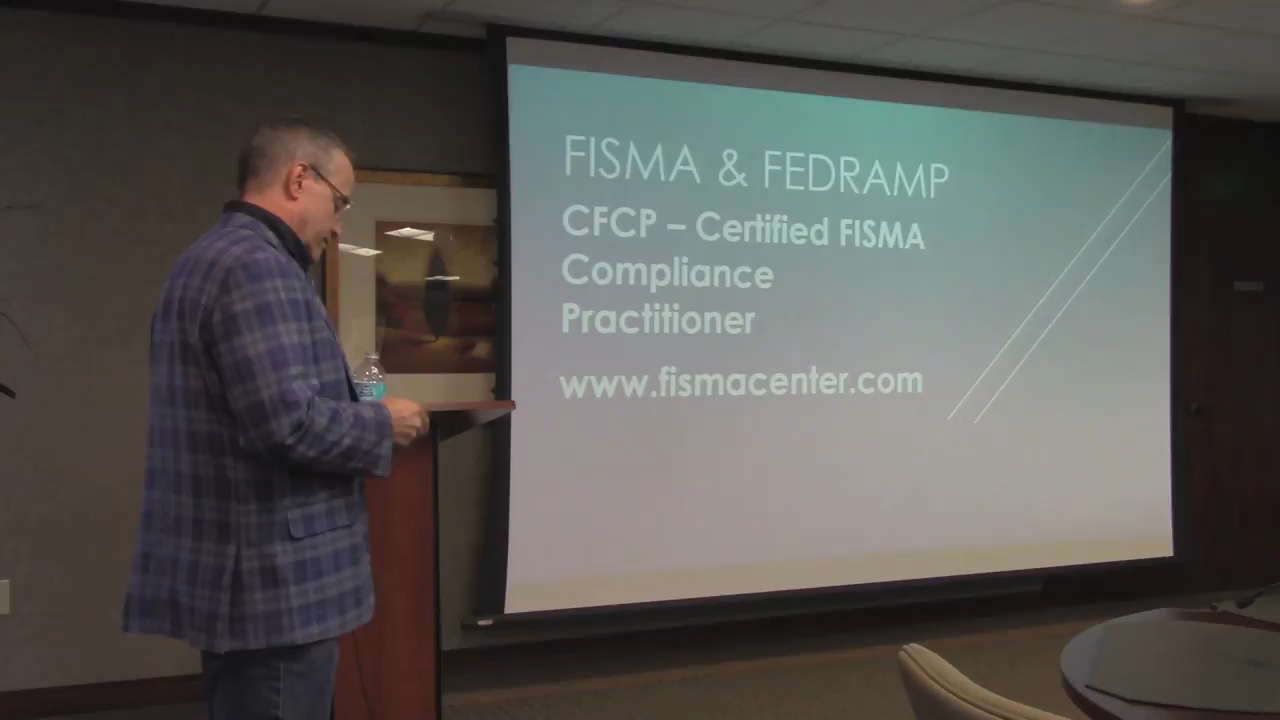 FISMA & FEDRAMP
CFCP – Certified FISMA
Compliance
Practitioner
www.fismacenter.com